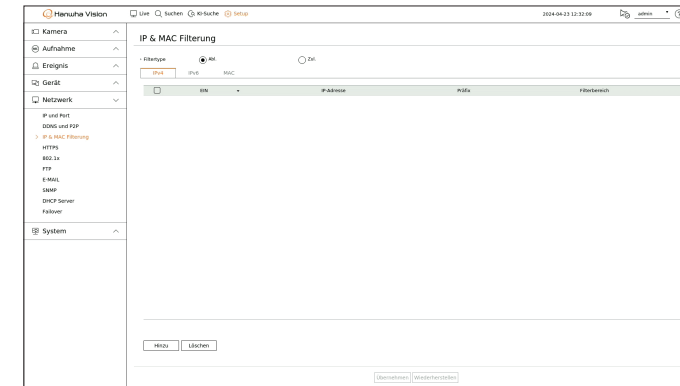 Hanwha Vision Live Suchen KI-Suche Setup 2024-04-23 12:32:09 admin
Kamera
Aufnahme
Ereignis
Gerät
Netzwerk
IP und Port
DDNS und P2P
IP & MAC Filterung
HTTPS
802.1x
FTP
E-MAIL
SNMP
DHCP Server
Failover
System
IP & MAC Filterung
Filtertype Abl. Zul.
IPv4 IPv6 MAC
EIN IP-Adresse Präfix Filterbereich
Hinzu Löschen
Übernehmen Wiederherstellen